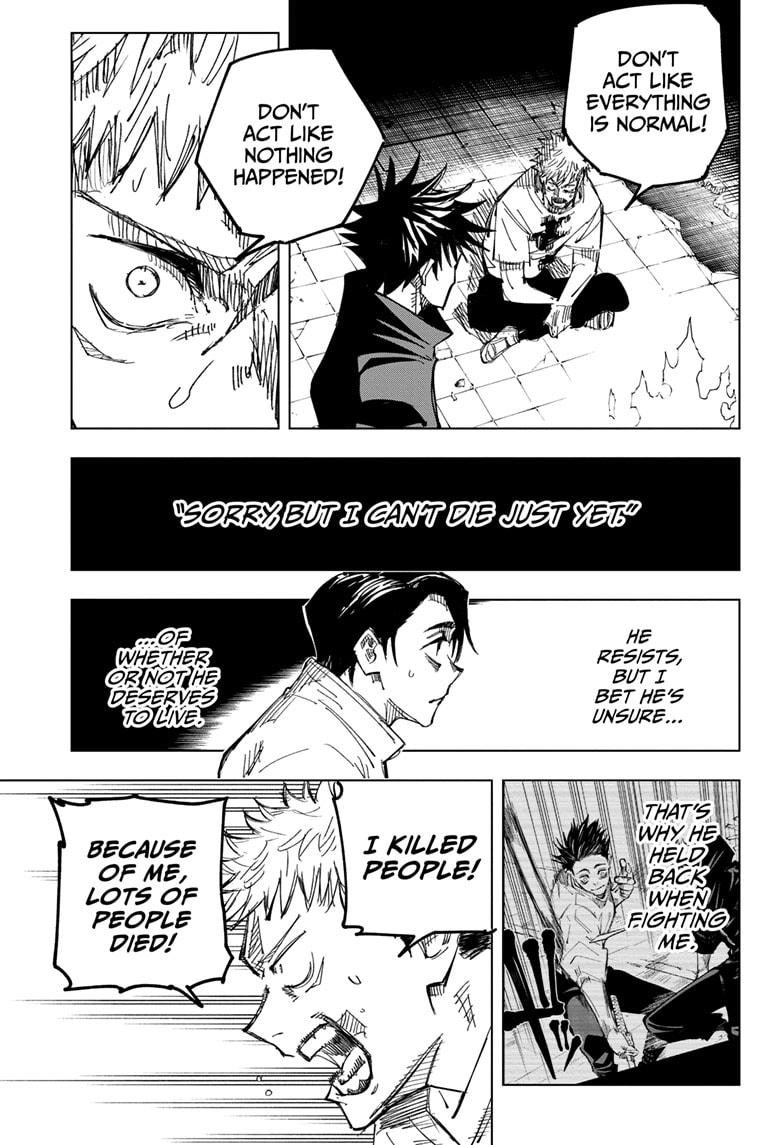 DON'T
ACT LIKE
EVERYTHING
IS NORMAL!
DON'T
ACT LIKE
NOTHING
HAPPENED!
"SORRY, BUT I CAN'T DIE JUST YET."
HE
RESISTS,
BUT I
BET HE'S
UNSURE...
...OF
WHETHER
OR NOT HE
DESERVES
TO LIVE.
THAT'S
WHY HE
HELD
BACK
WHEN
FIGHTING
ME.
I KILLED
PEOPLE!
BECAUSE
OF ME,
LOTS OF
PEOPLE
DIED!